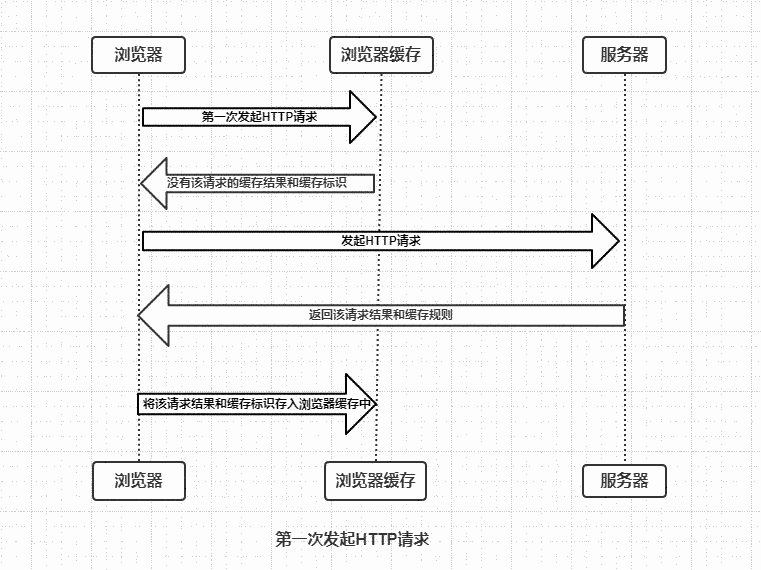 浏览器
浏览器缓存
服务器
第一次发起HTTP请求
没有该请求的缓存结果和缓存标识
发起HTTP请求
返回该请求结果和缓存规则
将该请求结果和缓存标识存入浏览器缓存中
浏览器
浏览器缓存
服务器
第一次发起HTTP请求